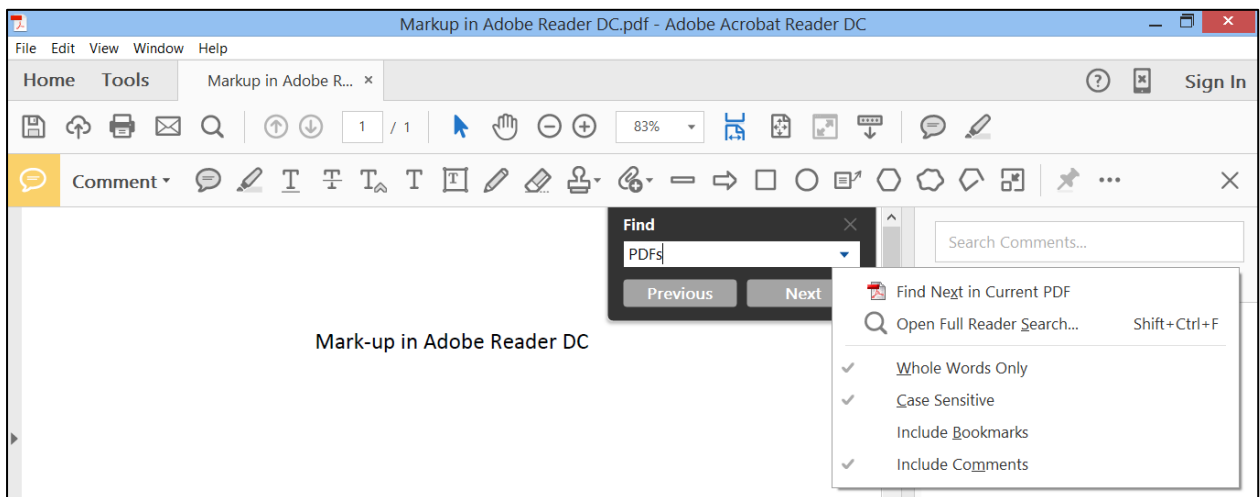 Markup in Adobe Reader DC.pdf - Adobe Acrobat Reader DC
File Edit View Window Help
Home Tools Markup in Adobe R... × Sign In
1 / 1 83%
Comment
Find
PDFs
Search Comments...
Previous Next
Find Next in Current PDF
Open Full Reader Search... Shift+Ctrl+F
Mark-up in Adobe Reader DC
Whole Words Only
Case Sensitive
Include Bookmarks
Include Comments